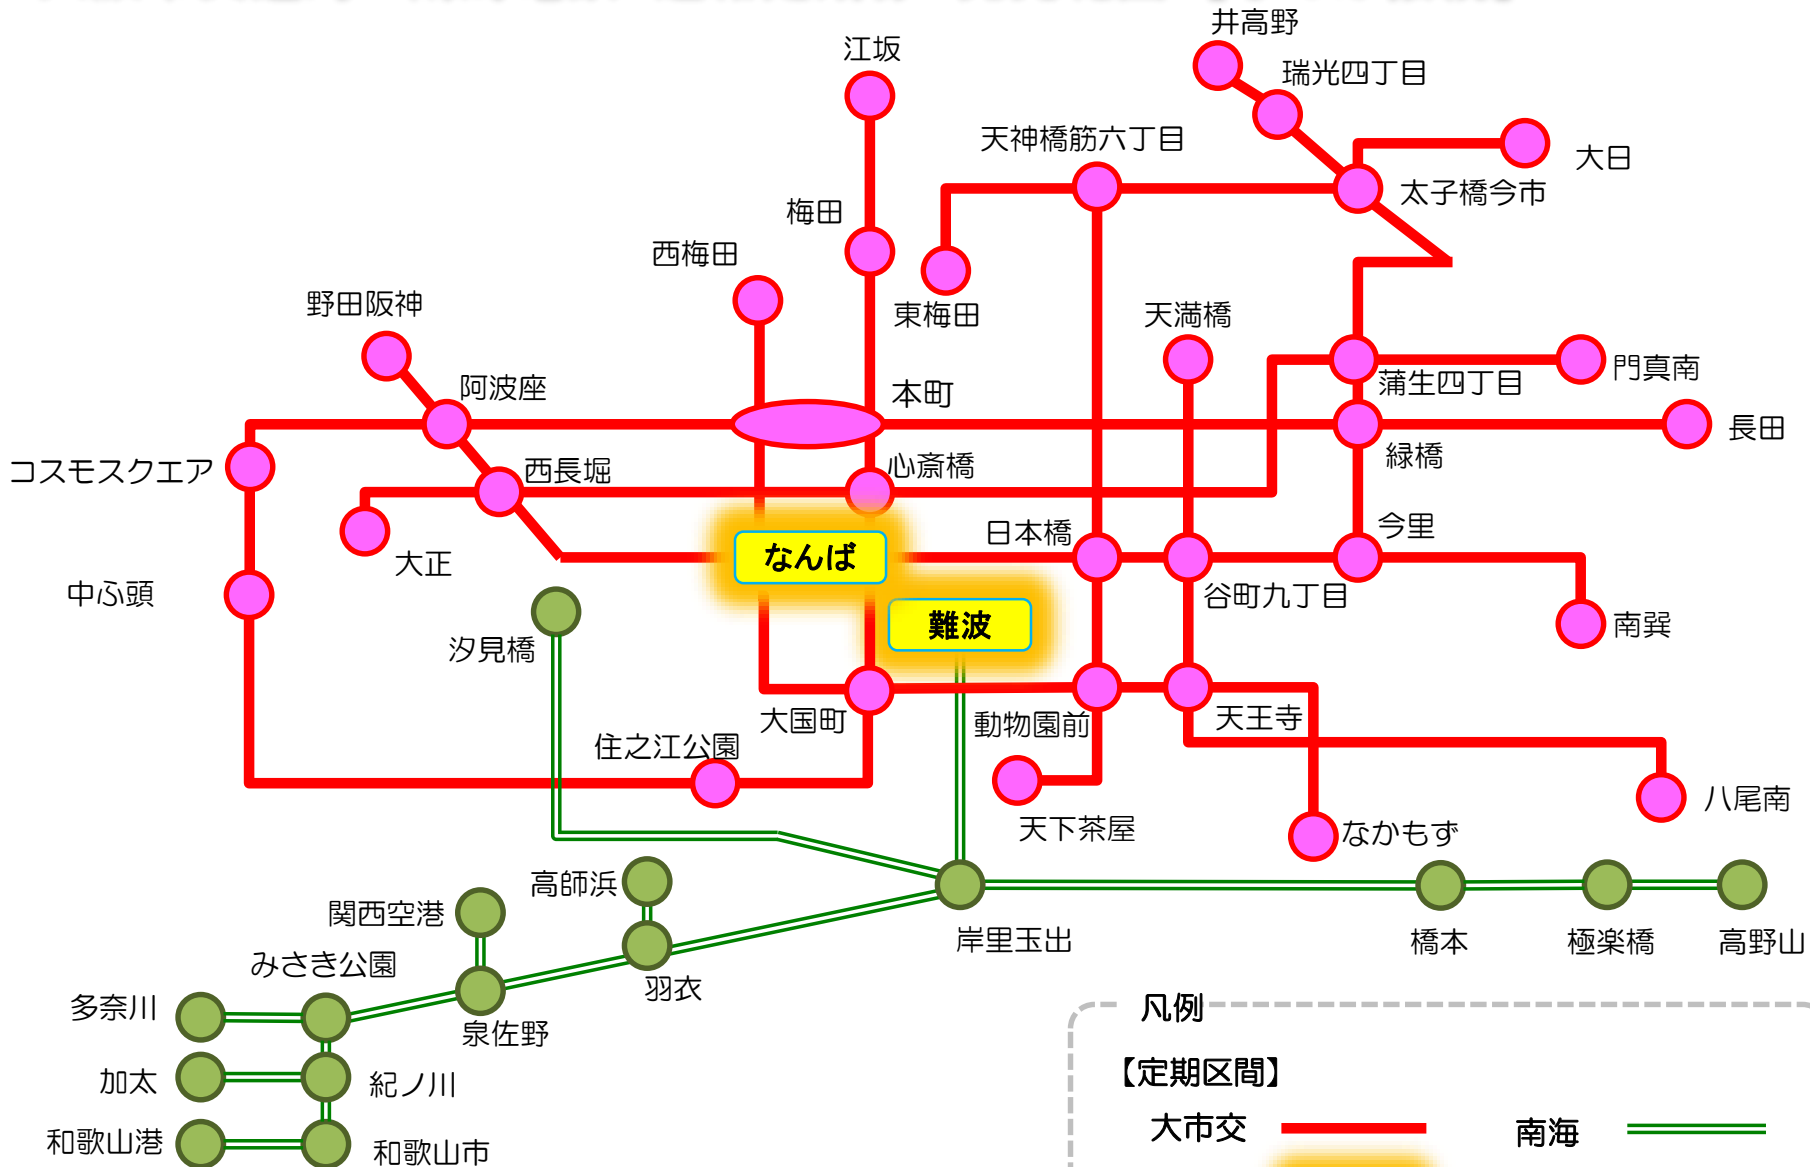 井高野
江坂
瑞光四丁目
天神橋筋六丁目
大日
太子橋今市
梅田
西梅田
野田阪神
東梅田
天満橋
阿波座
本町
蒲生四丁目
門真南
長田
コスモスクエア
西長堀
心斎橋
緑橋
大正
なんば
日本橋
今里
中ふ頭
谷町九丁目
難波
南巽
汐見橋
大国町
動物園前
天王寺
住之江公園
天下茶屋
なかもず
八尾南
高師浜
関西空港
岸里玉出
橋本
極楽橋
高野山
みさき公園
羽衣
多奈川
泉佐野
凡例
加太
紀ノ川
【定期区間】
大市交
南海
和歌山港
和歌山市